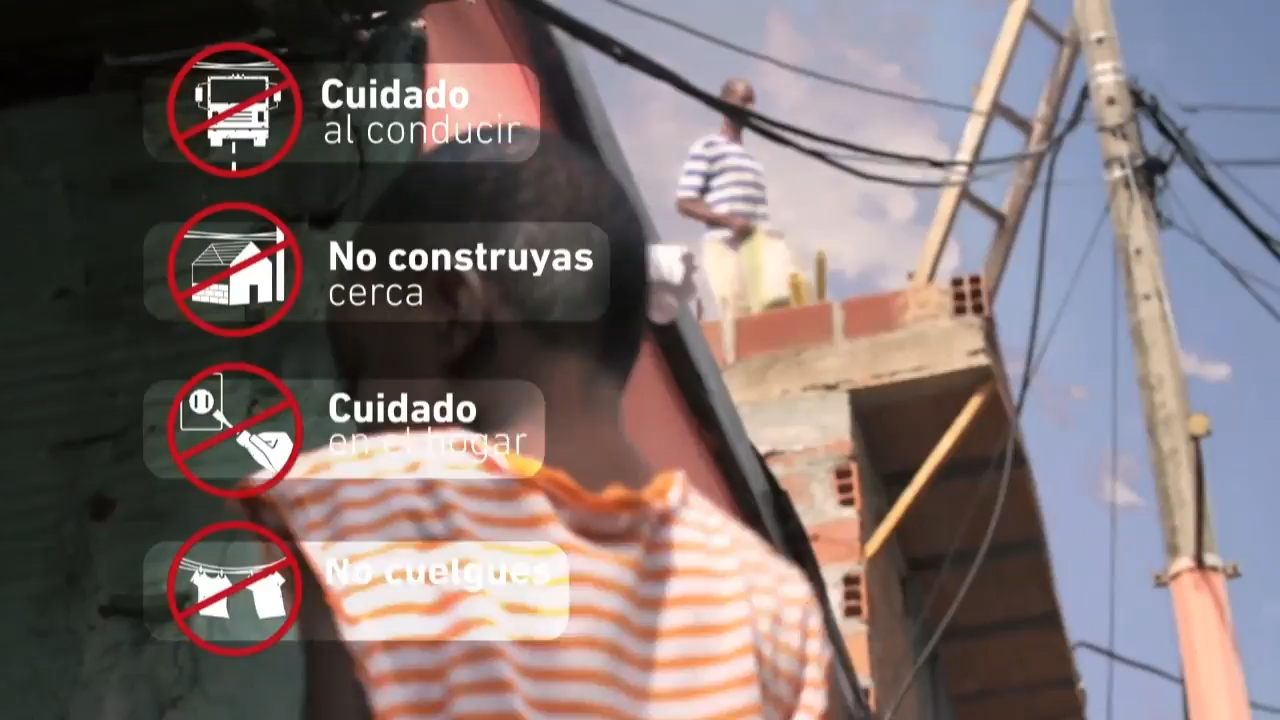 Cuidado
al conducir
No construyas
cerca
Cuidado
en el hogar
No cuelgues